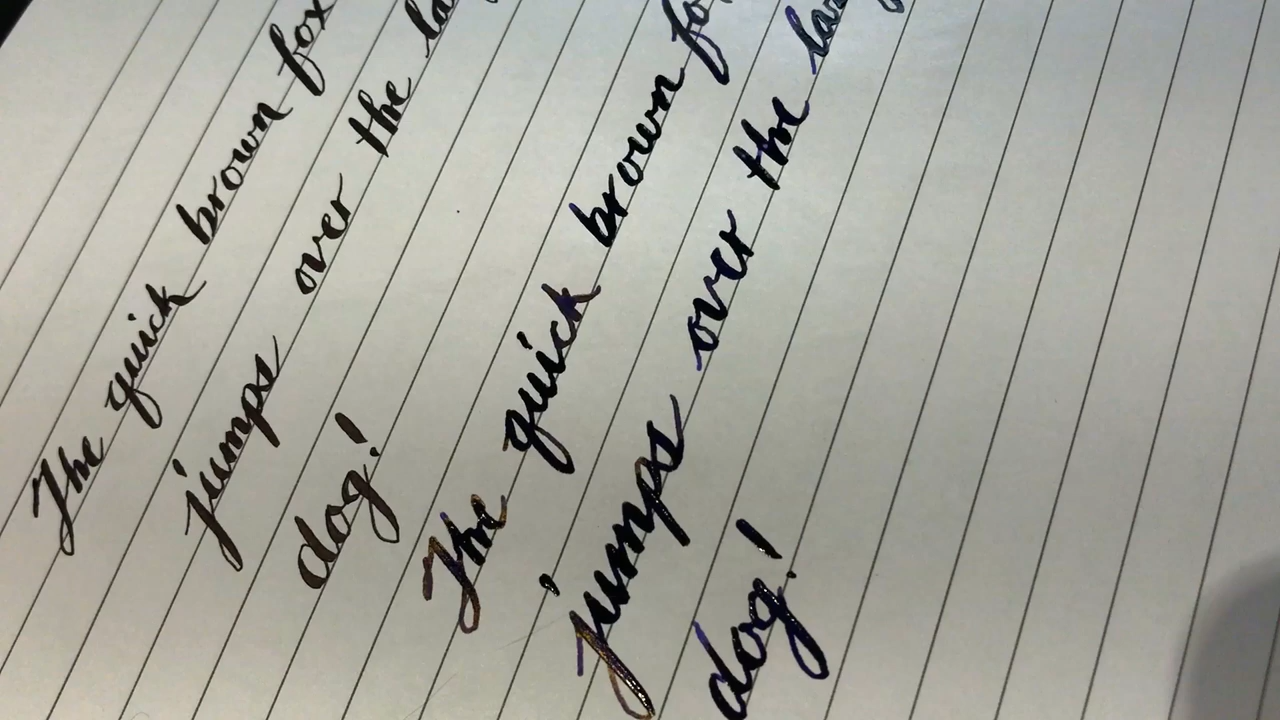 The quick brown fox
jumps over the
dog!
The quick brown
jumps over the
dog!